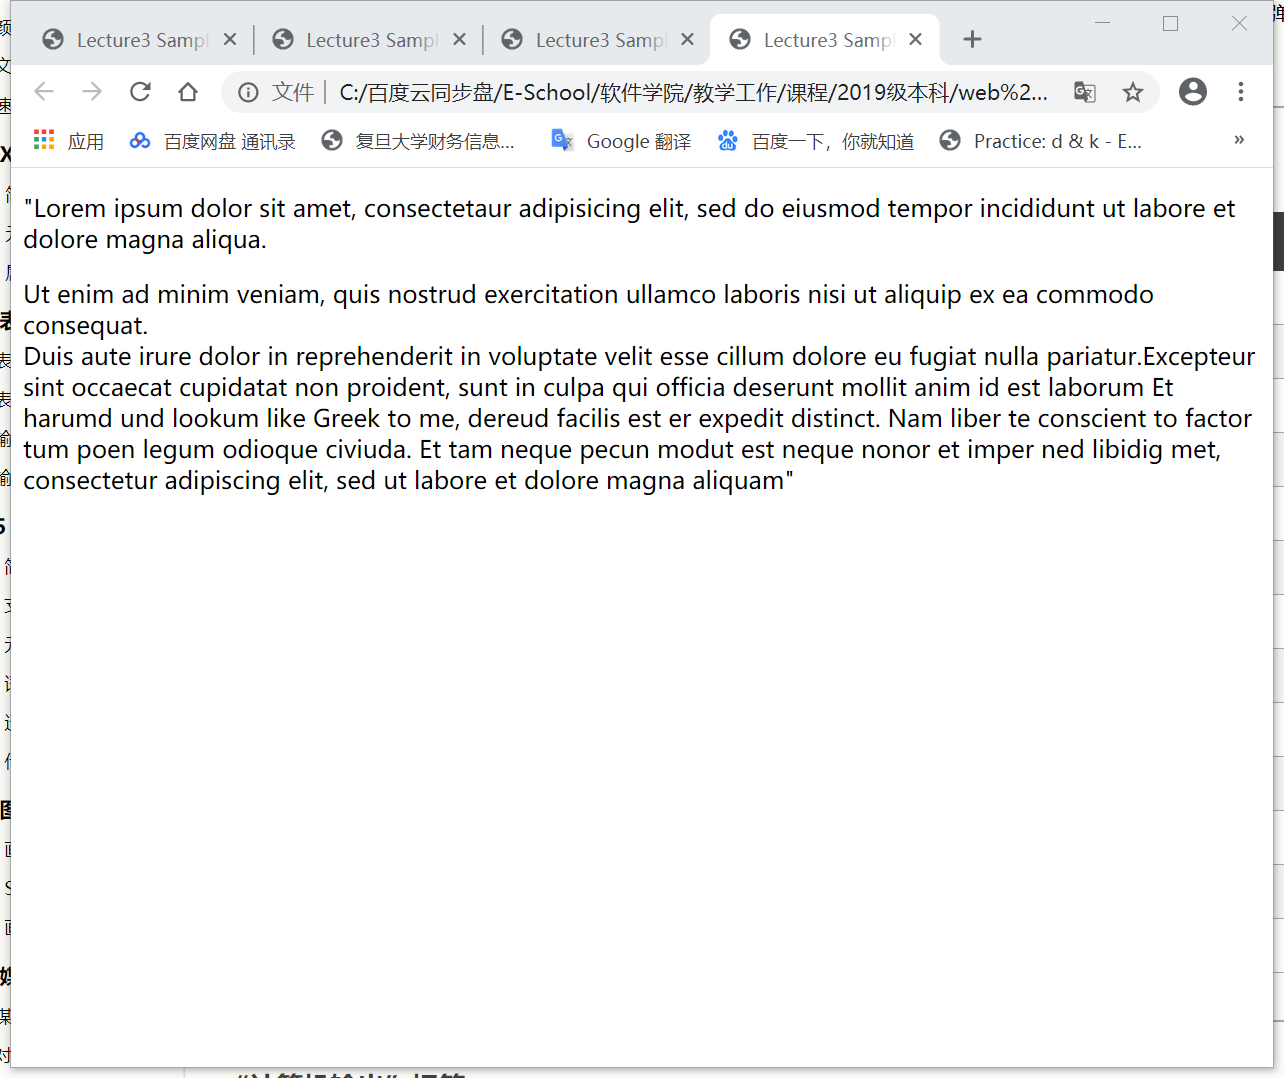 Lecture3 Samp
Lecture3 Samp
Lecture3 Samp
Lecture3 Samp
文件 C:/百度云同步盘/E-School/软件学院/教学工作/课程/2019级本科/web%2...
应用 百度网盘 通讯录 复旦大学财务信息... Google 翻译 百度一下，你就知道 Practice: d & k - E... »
"Lorem ipsum dolor sit amet, consectetaur adipisicing elit, sed do eiusmod tempor incididunt ut labore et
dolore magna aliqua.
Ut enim ad minim veniam, quis nostrud exercitation ullamco laboris nisi ut aliquip ex ea commodo
consequat.
Duis aute irure dolor in reprehenderit in voluptate velit esse cillum dolore eu fugiat nulla pariatur.Excepteur
sint occaecat cupidatat non proident, sunt in culpa qui officia deserunt mollit anim id est laborum Et
harumd und lookum like Greek to me, dereud facilis est er expedit distinct. Nam liber te conscient to factor
tum poen legum odioque civiuda. Et tam neque pecun modut est neque nonor et imper ned libidig met,
consectetur adipiscing elit, sed ut labore et dolore magna aliquam"